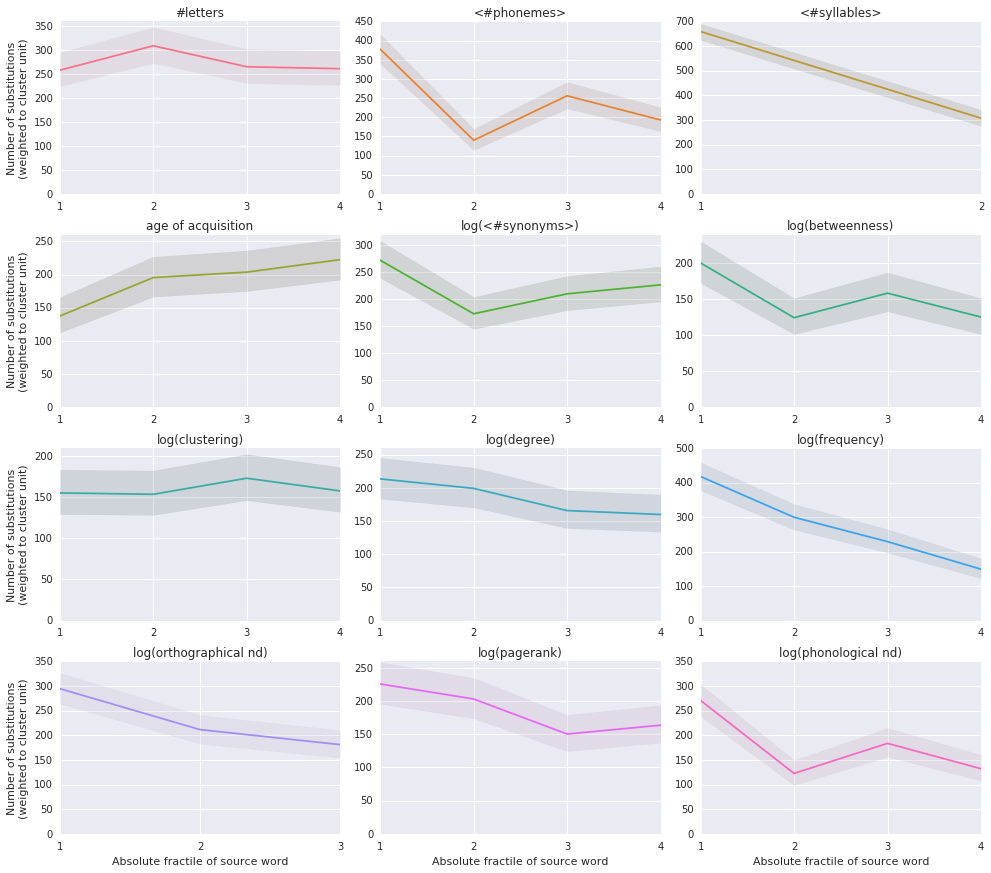 #letters
<#phonemes>
<#syllables>
Number of substitutions
(weighted to cluster unit)
350
300
250
200
150
100
50
0
1 2 3 4
450
400
350
300
250
200
150
100
50
0
1 2 3 4
700
600
500
400
300
200
100
0
1 2
age of acquisition
log(<#synonyms>)
log(betweenness)
Number of substitutions
(weighted to cluster unit)
250
200
150
100
50
0
1 2 3 4
300
250
200
150
100
50
0
1 2 3 4
200
150
100
50
0
1 2 3 4
log(clustering)
log(degree)
log(frequency)
Number of substitutions
(weighted to cluster unit)
200
150
100
50
0
1 2 3 4
250
200
150
100
50
0
1 2 3 4
500
400
300
200
100
0
1 2 3 4
log(orthographical nd)
log(pagerank)
log(phonological nd)
Number of substitutions
(weighted to cluster unit)
350
300
250
200
150
100
50
0
1 2 3
Absolute fractile of source word
250
200
150
100
50
0
1 2 3 4
Absolute fractile of source word
350
300
250
200
150
100
50
0
1 2 3 4
Absolute fractile of source word